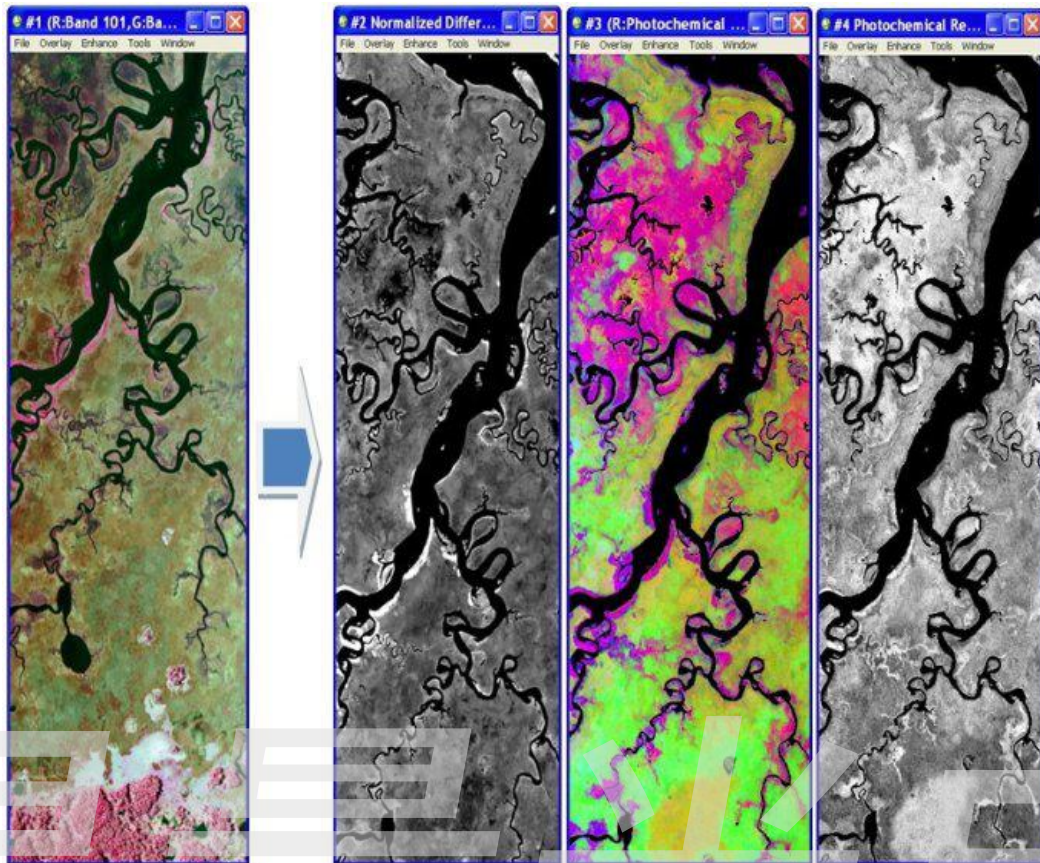 #1 (R:Band 101,G:Ba...
File Overlay Enhance Tools Window
#2 Normalized Differ...
File Overlay Enhance Tools Window
#3 (R:Photochemical ...
File Overlay Enhance Tools Window
#4 Photochemical Re...
File Overlay Enhance Tools Window